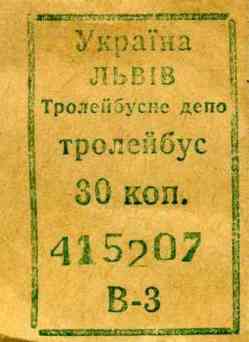 Україна
ЛЬВІВ
Тролейбусне депо
тролейбус
30 коп.
415207
В-3